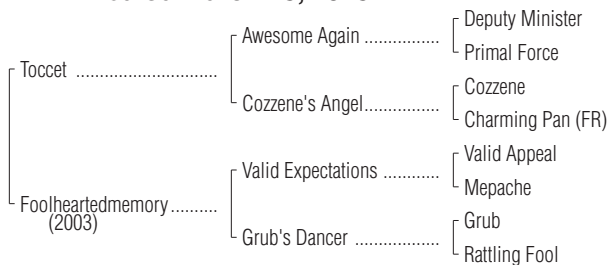 Deputy Minister
Awesome Again ................
Primal Force
Toccet ..............................
Cozzene
Cozzene's Angel................
Charming Pan (FR)
Valid Appeal
Valid Expectations ............
Mepache
Foolheartedmemory..........
(2003)
Grub
Grub's Dancer ..................
Rattling Fool